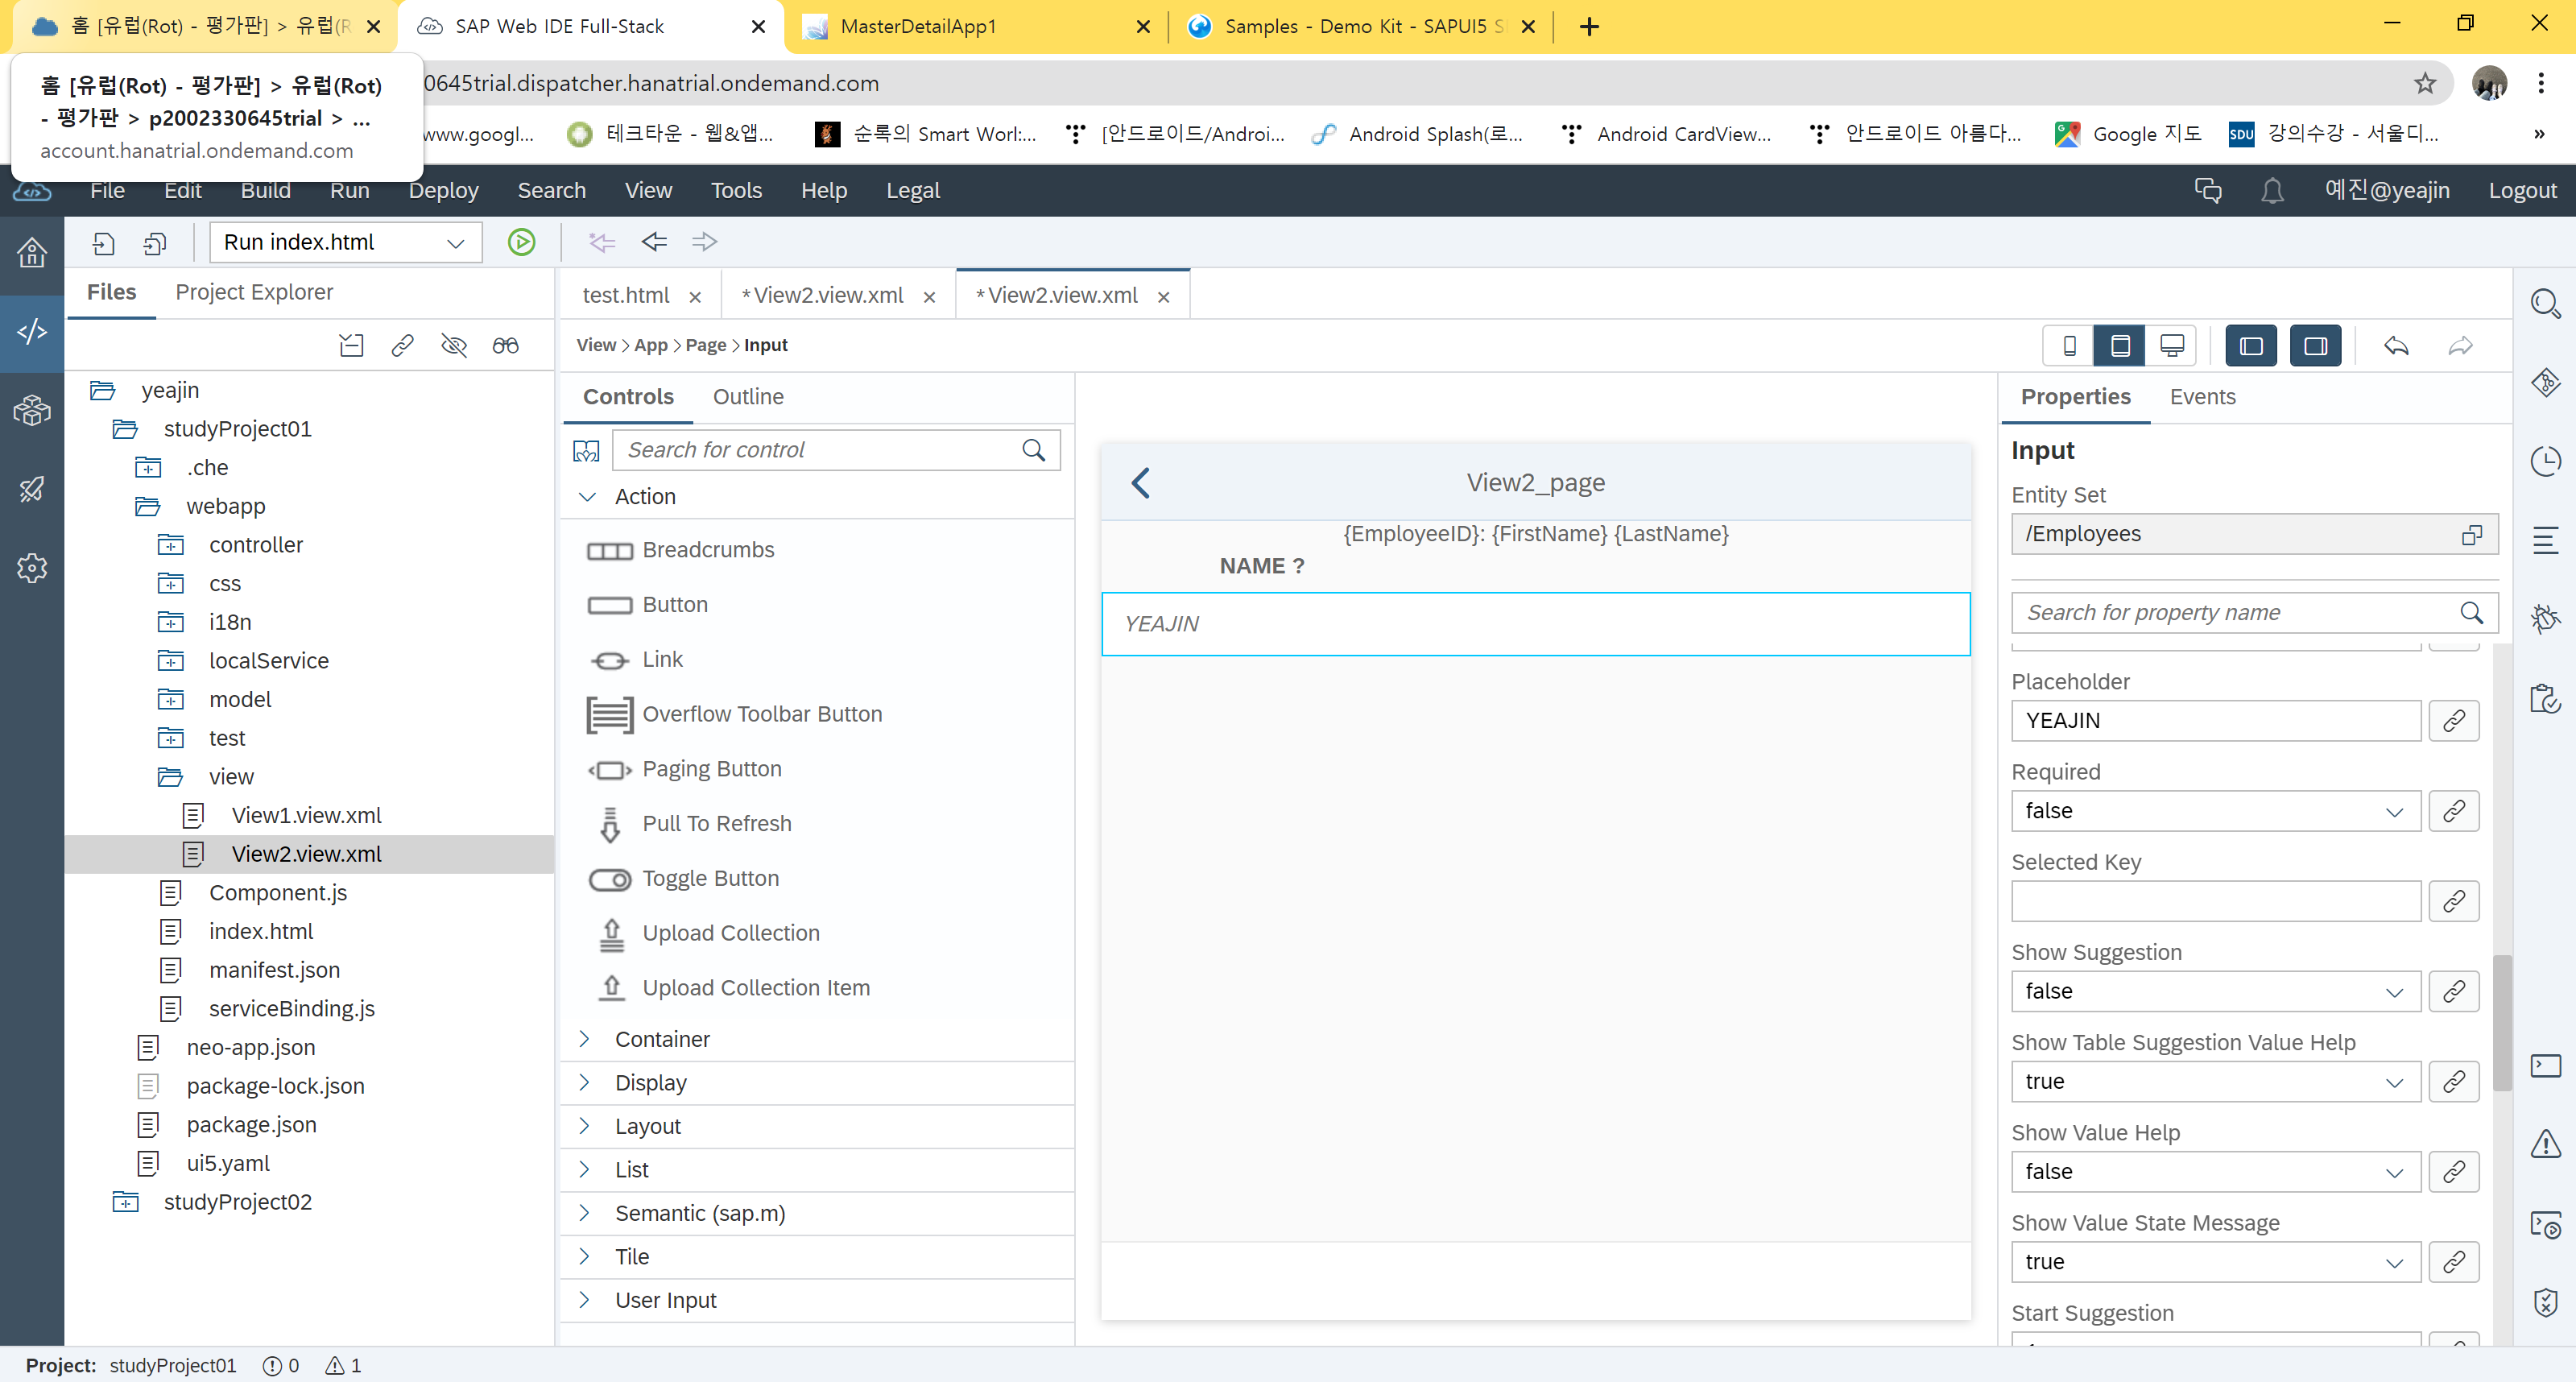 홈 [유럽(Rot) - 평가판] > 유럽(R
SAP Web IDE Full-Stack
MasterDetailApp1
Samples - Demo Kit - SAPUI5 S
홈 [유럽(Rot) - 평가판] > 유럽(Rot)
- 평가판 > p2002330645trial > ...
account.hanatrial.ondemand.com
0645trial.dispatcher.hanatrial.ondemand.com
www.googl...
테크타운 - 웹&앱...
순록의 Smart Worl:...
[안드로이드/Androi...
Android Splash(로...
Android CardView...
안드로이드 아름다...
Google 지도
SDU
강의수강 - 서울디...
»
File Edit Build Run Deploy Search View Tools Help Legal
예진@yeajin
Logout
Run index.html
Files
Project Explorer
test.html
*View2.view.xml
*View2.view.xml
View > App > Page > Input
yeajin
studyProject01
.che
webapp
controller
css
i18n
localService
model
test
view
View1.view.xml
View2.view.xml
Component.js
index.html
manifest.json
serviceBinding.js
neo-app.json
package-lock.json
package.json
ui5.yaml
studyProject02
Controls
Outline
Search for control
Action
Breadcrumbs
Button
Link
Overflow Toolbar Button
Paging Button
Pull To Refresh
Toggle Button
Upload Collection
Upload Collection Item
Container
Display
Layout
List
Semantic (sap.m)
Tile
User Input
View2_page
{EmployeeID}: {FirstName} {LastName}
NAME ?
YEAJIN
Properties
Events
Input
Entity Set
/Employees
Search for property name
Placeholder
YEAJIN
Required
false
Selected Key
Show Suggestion
false
Show Table Suggestion Value Help
true
Show Value Help
false
Show Value State Message
true
Start Suggestion
Project: studyProject01
0
1